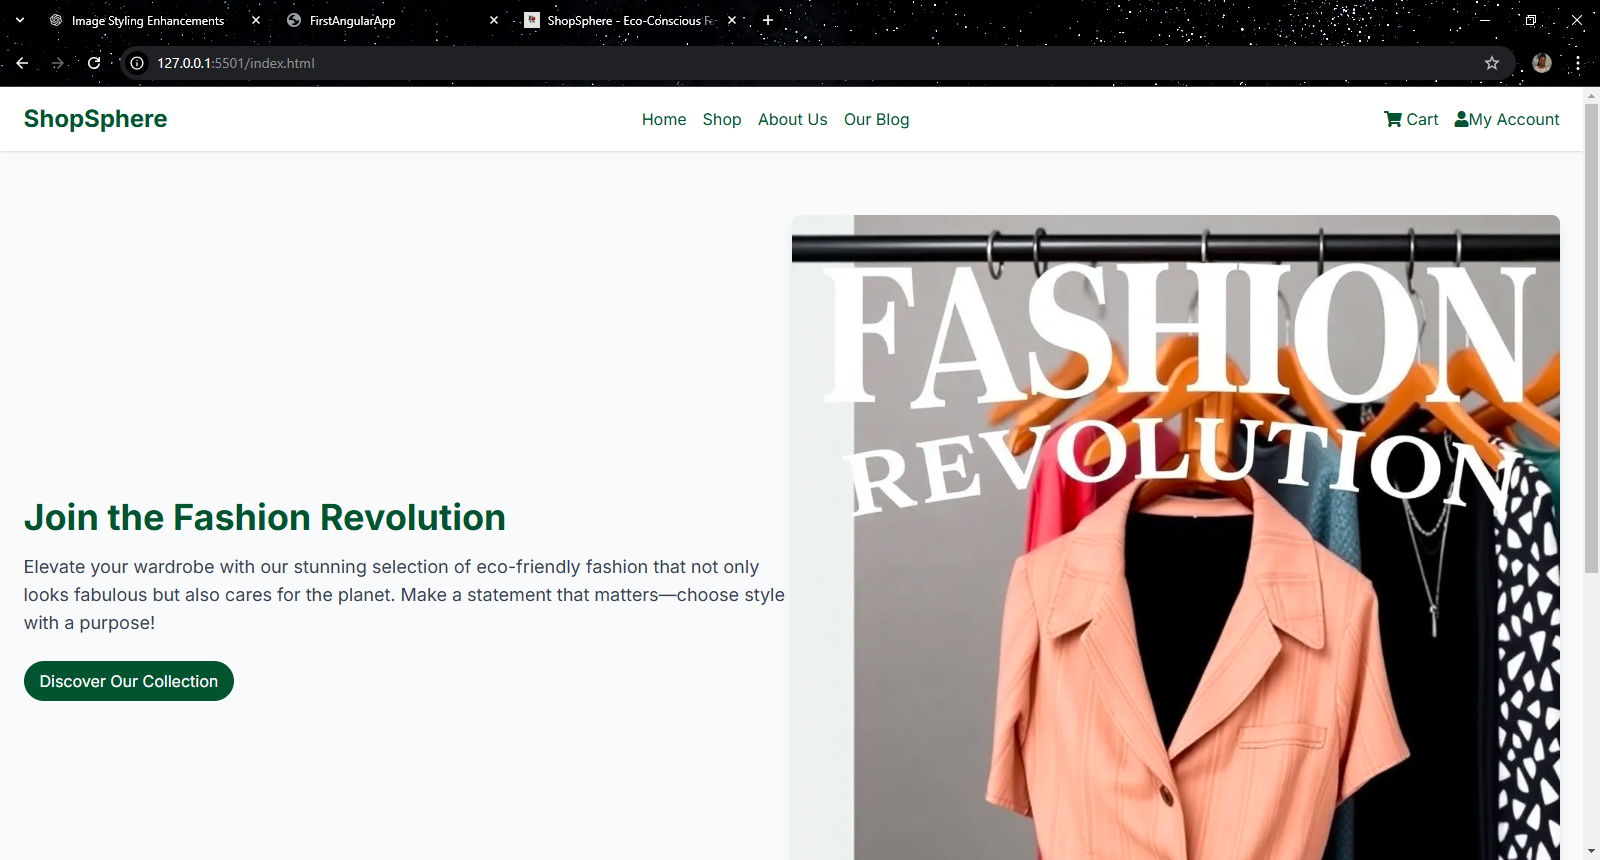 Image Styling Enhancements
FirstAngularApp
ShopSphere - Eco-Conscious
127.0.0.1:5501/index.html
ShopSphere
Home
Shop
About Us
Our Blog
Cart
My Account
FASHION
REVOLUTION
Join the Fashion Revolution
Elevate your wardrobe with our stunning selection of eco-friendly fashion that not only
looks fabulous but also cares for the planet. Make a statement that matters—choose style
with a purpose!
Discover Our Collection